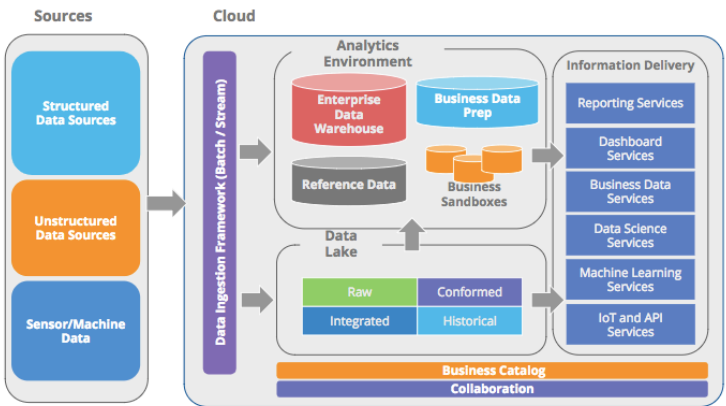 Sources
Cloud
Structured
Data Sources
Unstructured
Data Sources
Sensor/Machine
Data
Data Ingestion Framework (Batch / Stream)
Analytics
Environment
Enterprise
Data
Warehouse
Business Data
Prep
Reference Data
Business
Sandboxes
Data
Lake
Raw
Conformed
Integrated
Historical
Information Delivery
Reporting Services
Dashboard
Services
Business Data
Services
Data Science
Services
Machine Learning
Services
IoT and API
Services
Business Catalog
Collaboration